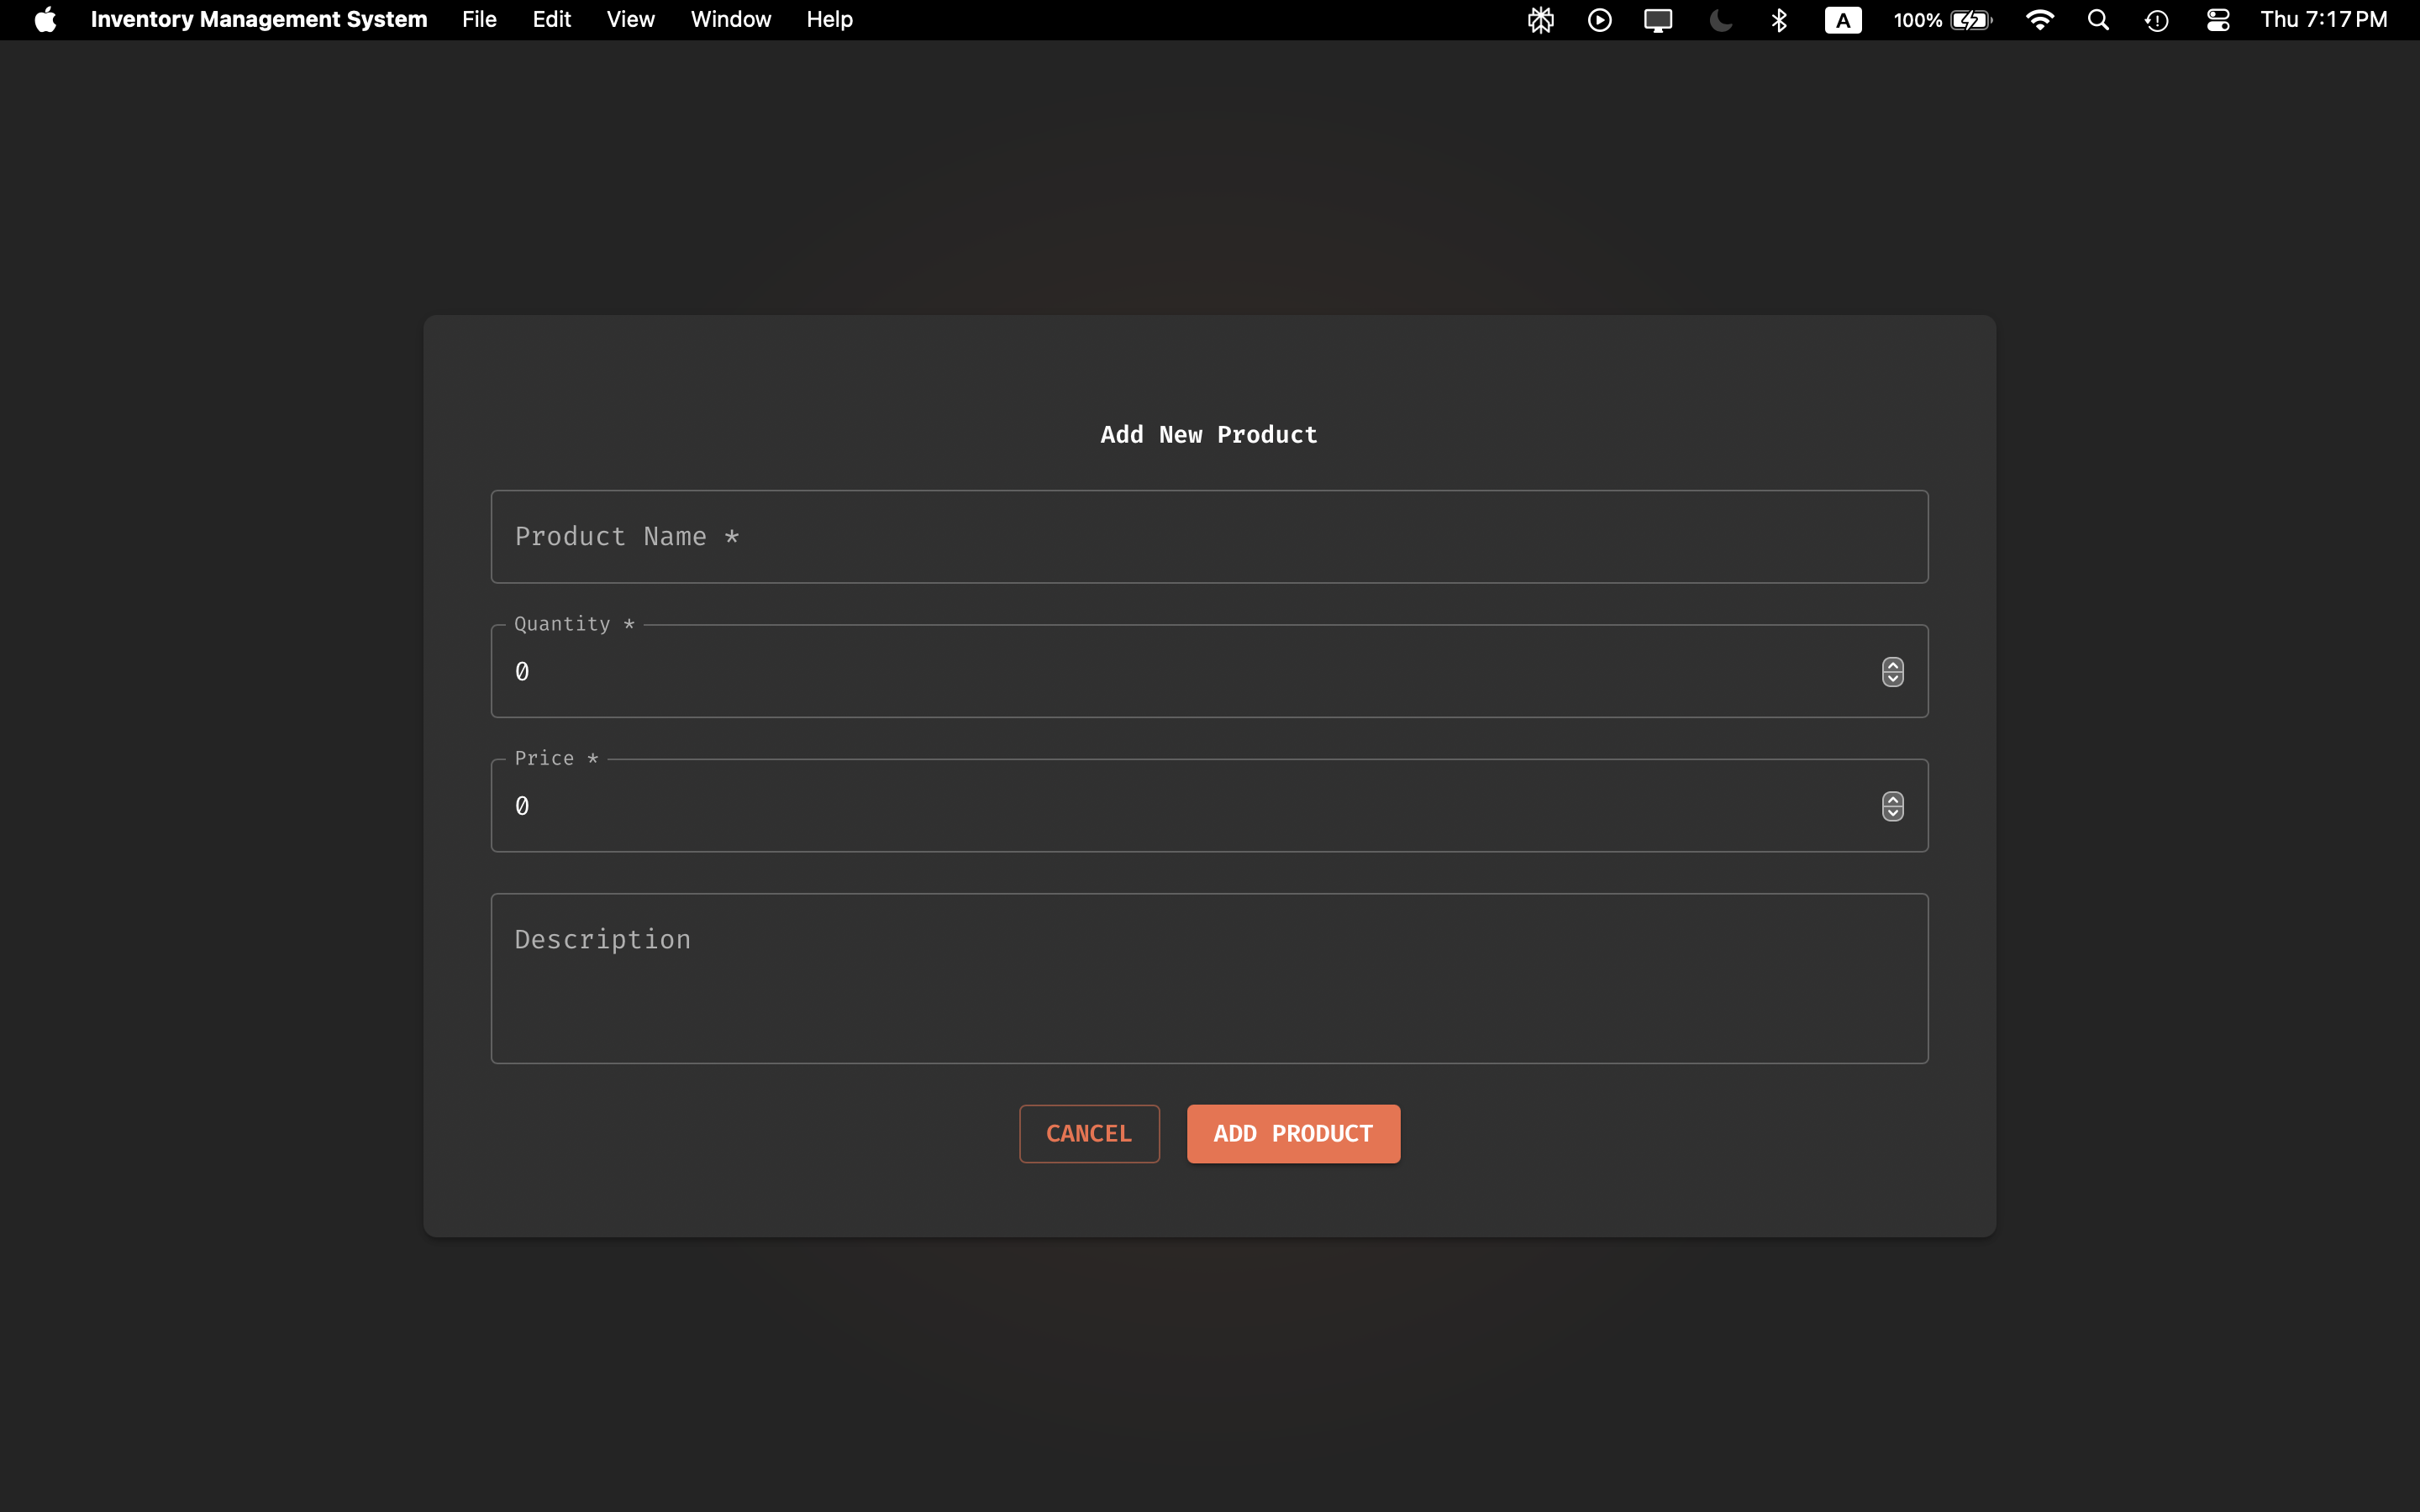 Inventory Management System File Edit View Window Help A 100% Thu 7:17 PM
Add New Product
Product Name *
Quantity *
0
Price *
0
Description
CANCEL ADD PRODUCT